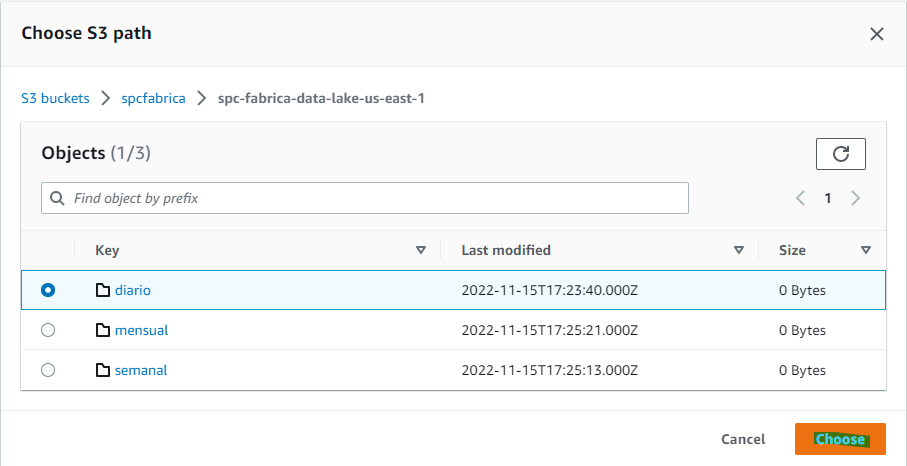 Choose S3 path
S3 buckets > spcfabrica > spc-fabrica-data-lake-us-east-1
Objects (1/3)
Find object by prefix
1
Key Last modified Size
diario 2022-11-15T17:23:40.000Z 0 Bytes
mensual 2022-11-15T17:25:21.000Z 0 Bytes
semanal 2022-11-15T17:25:13.000Z 0 Bytes
Cancel Choose